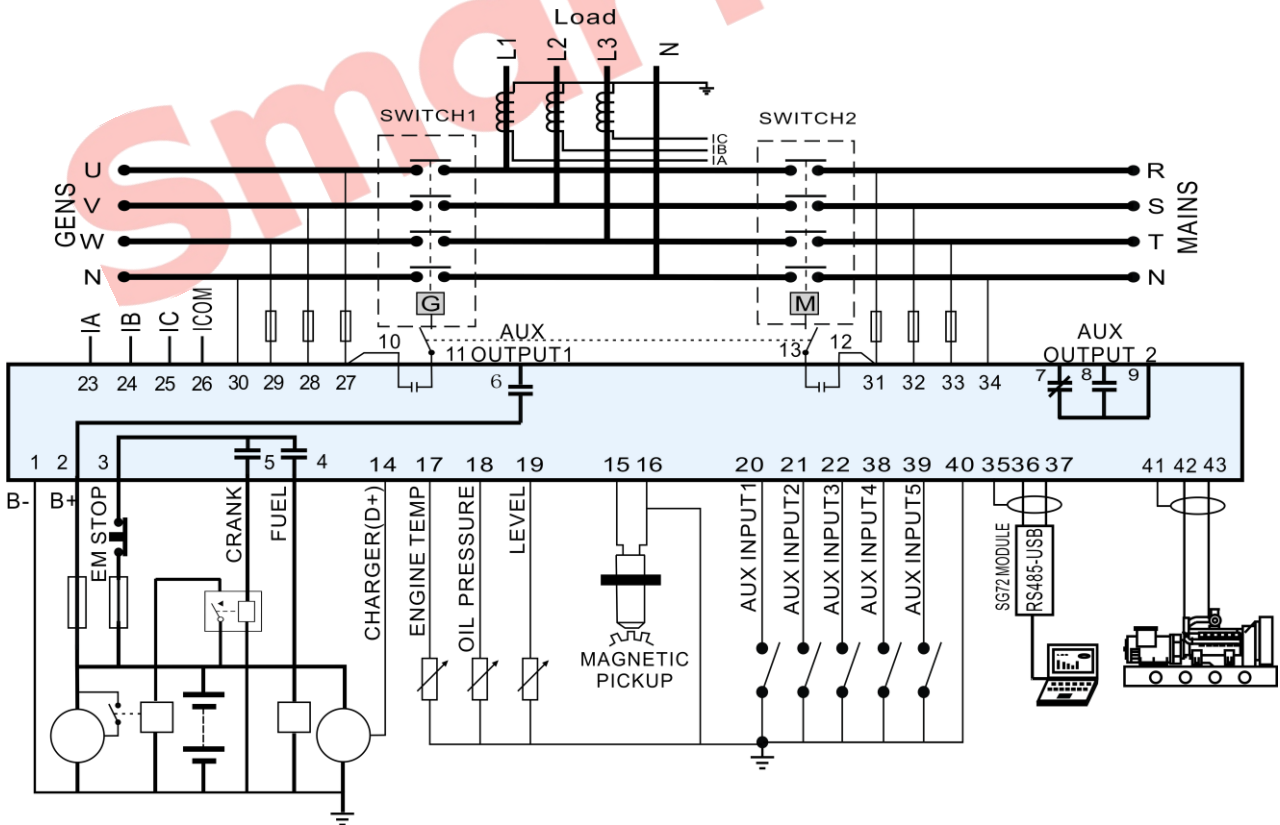 Smar
Load
L1
L2
L3
N
SWITCH1
SWITCH2
IC
IB
IA
GENS
U
V
W
N
R
S
T
N
MAINS
G
M
IA
IB
IC
ICOM
10
11
AUX
OUTPUT1
13
12
AUX
OUTPUT 2
23 24 25 26 30 29 28 27
6
31 32 33 34
7 8 9
1 2 3 5 4 14 17 18 19 15 16 20 21 22 38 39 40 35 36 37 41 42 43
B- B+
EM STOP
CRANK
FUEL
CHARGER(D+)
ENGINE TEMP
OIL PRESSURE
LEVEL
MAGNETIC
PICKUP
AUX INPUT1
AUX INPUT2
AUX INPUT3
AUX INPUT4
AUX INPUT5
SG72 MODULE
RS485-USB